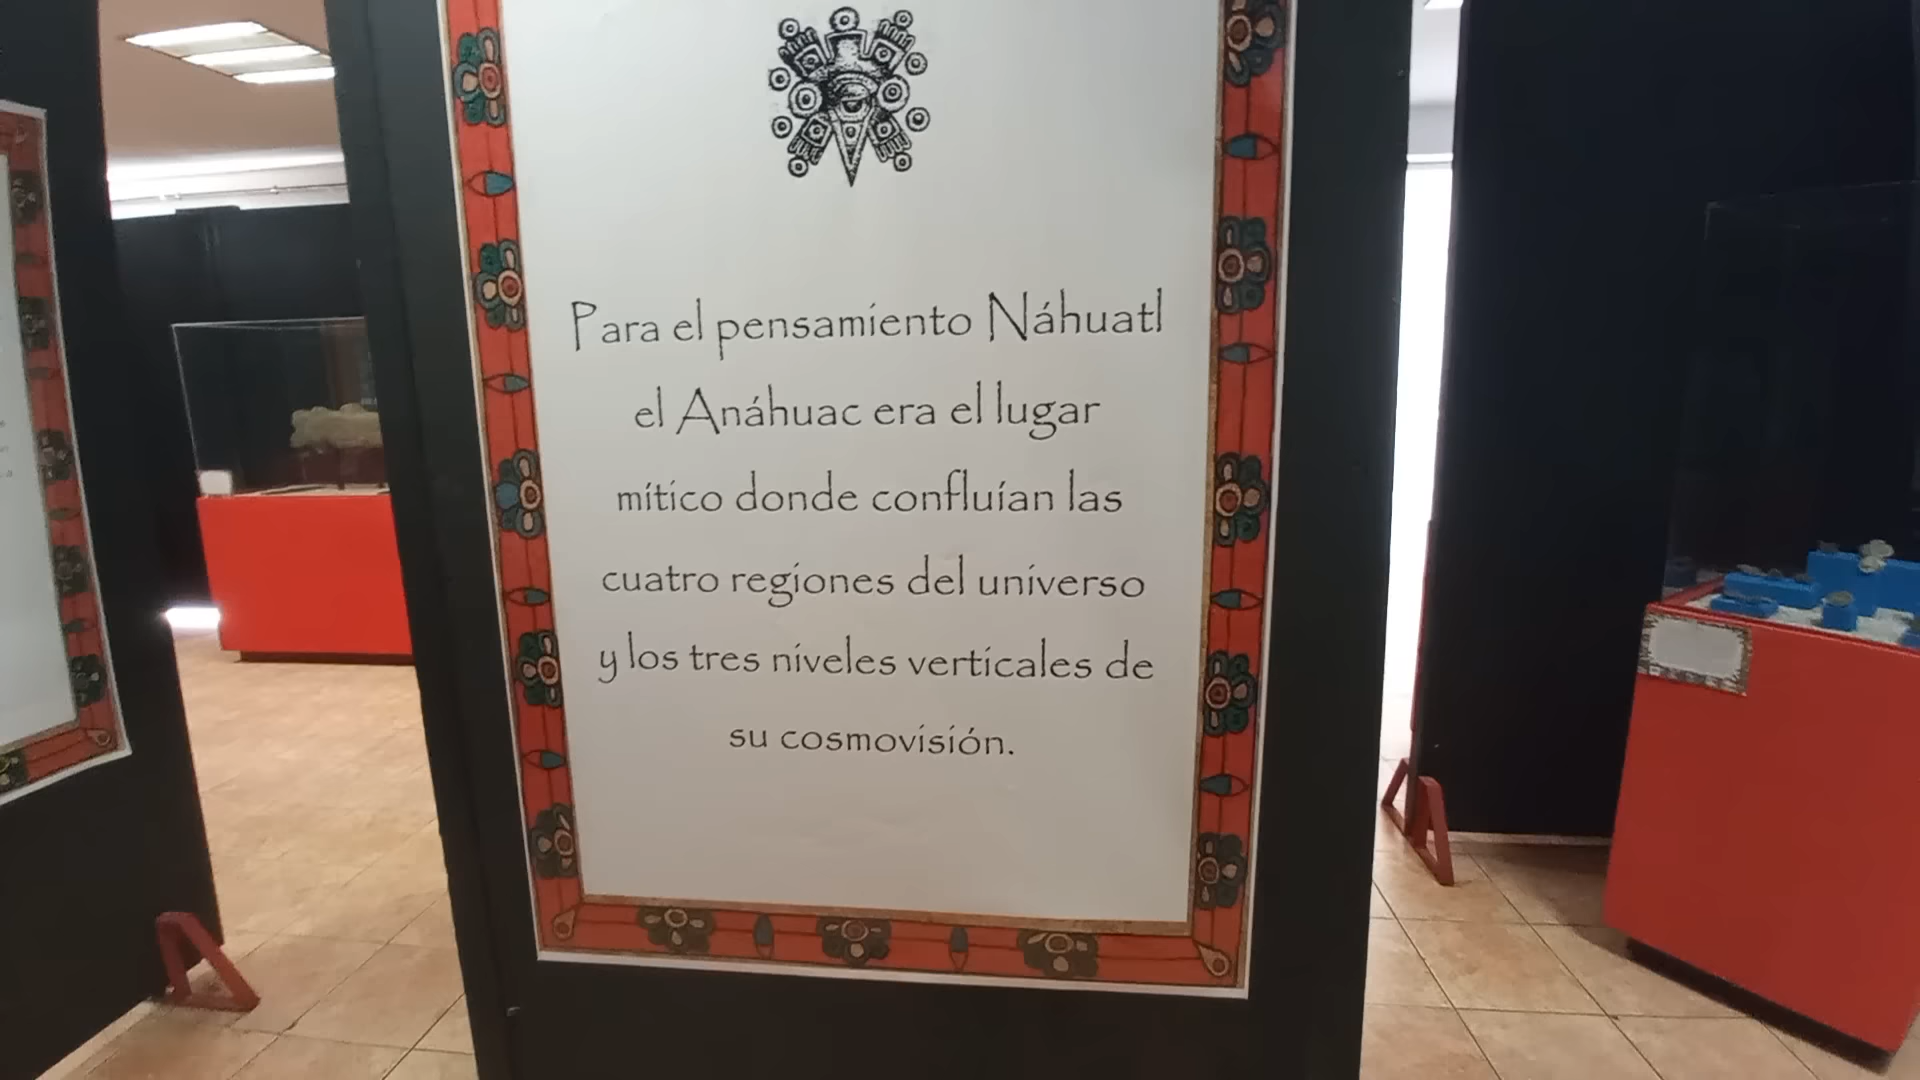 Para el pensamiento Náhuatl
el Anáhuac era el lugar
mítico donde confluían las
cuatro regiones del universo
y los tres niveles verticales de
su cosmovisión.